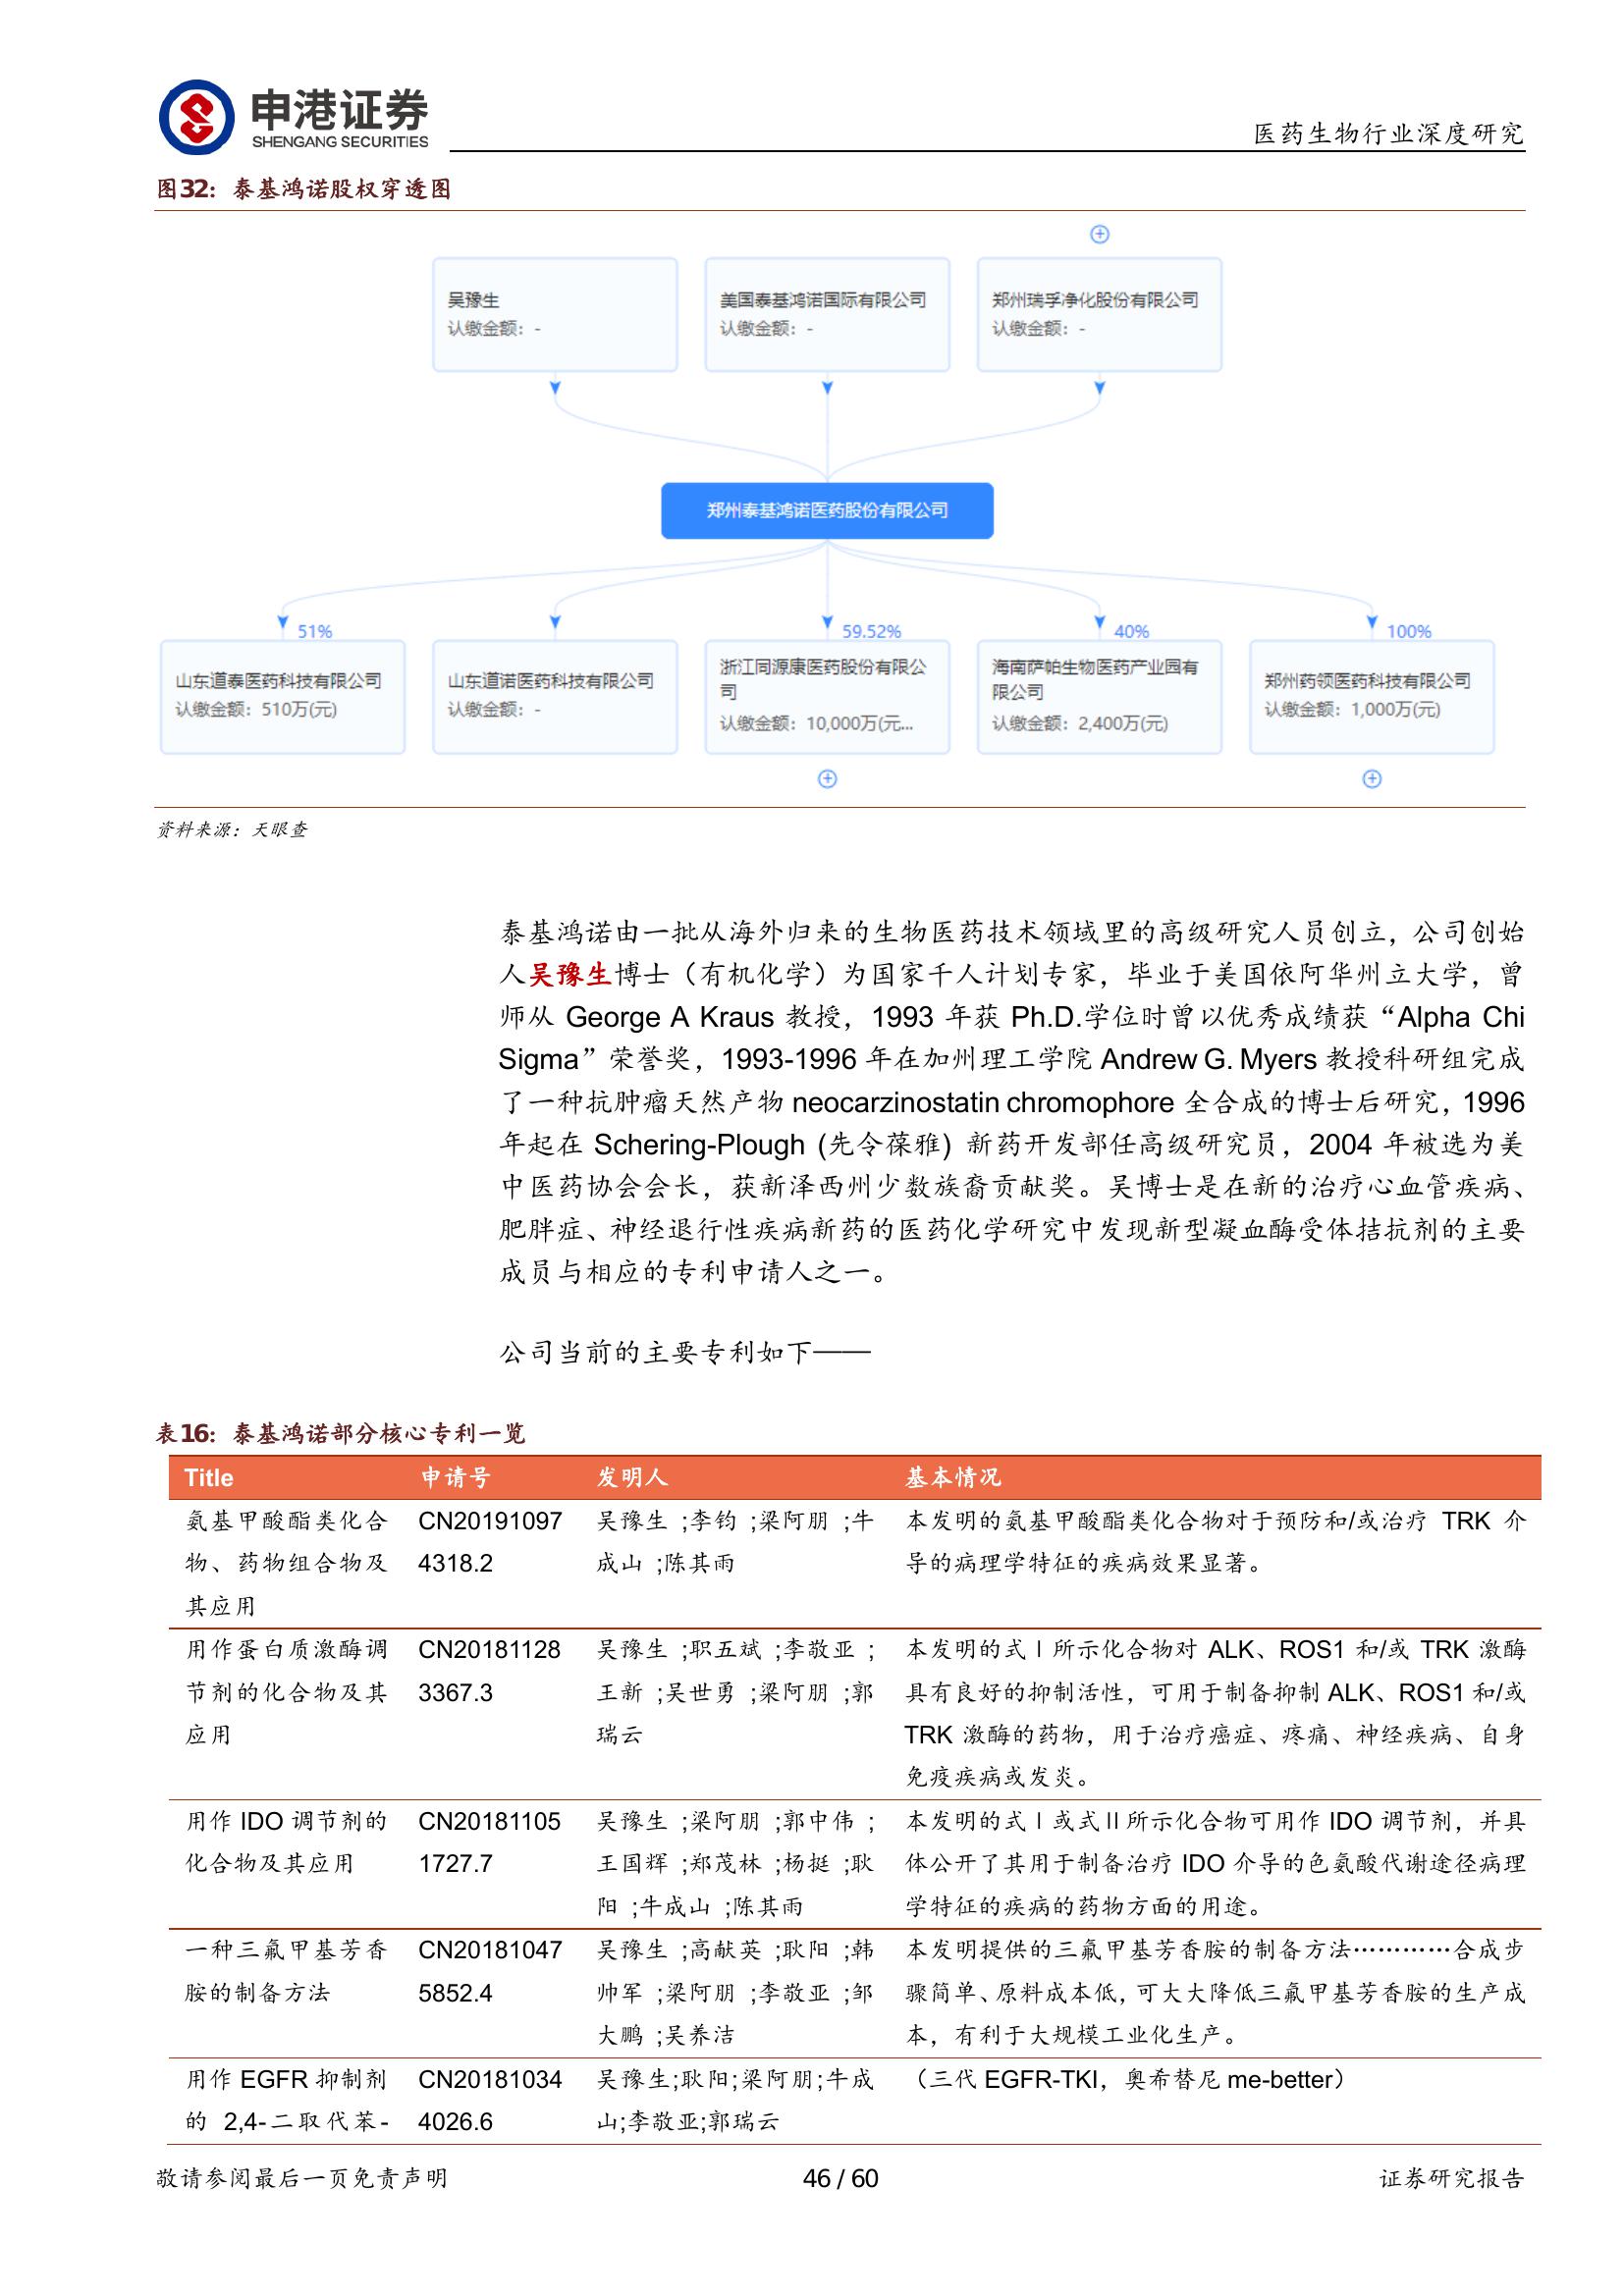 申港证券
SHENGANG SECURITIES
医药生物行业深度研究
图32：泰基鸿诺股权穿透图
吴豫生
认缴金额：-
美国泰基鸿诺国际有限公司
认缴金额：-
郑州瑞孚净化股份有限公司
认缴金额：-
郑州泰基鸿诺医药股份有限公司
51%
山东道泰医药科技有限公司
认缴金额：510万(元)
山东道诺医药科技有限公司
认缴金额：-
59.52%
浙江同源康医药股份有限公
司
认缴金额：10,000万(元...
40%
海南萨帕生物医药产业园有
限公司
认缴金额：2,400万(元)
100%
郑州药领医药科技有限公司
认缴金额：1,000万(元)
资料来源：天眼查
泰基鸿诺由一批从海外归来的生物医药技术领域里的高级研究人员创立，公司创始
人吴豫生博士（有机化学）为国家千人计划专家，毕业于美国依阿华州立大学，曾
师从 George A Kraus 教授，1993 年获 Ph.D.学位时曾以优秀成绩获“Alpha Chi
Sigma”荣誉奖，1993-1996 年在加州理工学院 Andrew G. Myers 教授科研组完成
了一种抗肿瘤天然产物 neocarzinostatin chromophore 全合成的博士后研究，1996
年起在 Schering-Plough (先令葆雅) 新药开发部任高级研究员，2004 年被选为美
中医药协会会长，获新泽西州少数族裔贡献奖。吴博士是在新的治疗心血管疾病、
肥胖症、神经退行性疾病新药的医药化学研究中发现新型凝血酶受体拮抗剂的主要
成员与相应的专利申请人之一。
公司当前的主要专利如下——
表16：泰基鸿诺部分核心专利一览
Title 申请号 发明人 基本情况
氨基甲酸酯类化合 CN20191097 吴豫生 ;李钧 ;梁阿朋 ;牛 本发明的氨基甲酸酯类化合物对于预防和/或治疗 TRK 介
物、药物组合物及 4318.2 成山 ;陈其雨 导的病理学特征的疾病效果显著。
其应用
用作蛋白质激酶调 CN20181128 吴豫生 ;职五斌 ;李敬亚 ; 本发明的式Ⅰ所示化合物对 ALK、ROS1 和/或 TRK 激酶
节剂的化合物及其 3367.3 王新 ;吴世勇 ;梁阿朋 ;郭 具有良好的抑制活性，可用于制备抑制 ALK、ROS1 和/或
应用 瑞云 TRK 激酶的药物，用于治疗癌症、疼痛、神经疾病、自身
免疫疾病或发炎。
用作 IDO 调节剂的 CN20181105 吴豫生 ;梁阿朋 ;郭中伟 ; 本发明的式Ⅰ或式Ⅱ所示化合物可用作 IDO 调节剂，并具
化合物及其应用 1727.7 王国辉 ;郑茂林 ;杨挺 ;耿 体公开了其用于制备治疗 IDO 介导的色氨酸代谢途径病理
阳 ;牛成山 ;陈其雨 学特征的疾病的药物方面的用途。
一种三氟甲基芳香 CN20181047 吴豫生 ;高献英 ;耿阳 ;韩 本发明提供的三氟甲基芳香胺的制备方法…………合成步
胺的制备方法 5852.4 帅军 ;梁阿朋 ;李敬亚 ;邹 骤简单、原料成本低，可大大降低三氟甲基芳香胺的生产成
大鹏 ;吴养洁 本，有利于大规模工业化生产。
用作 EGFR 抑制剂 CN20181034 吴豫生;耿阳;梁阿朋;牛成 （三代 EGFR-TKI，奥希替尼 me-better）
的 2,4-二取代苯- 4026.6 山;李敬亚;郭瑞云
敬请参阅最后一页免责声明 46 / 60 证券研究报告